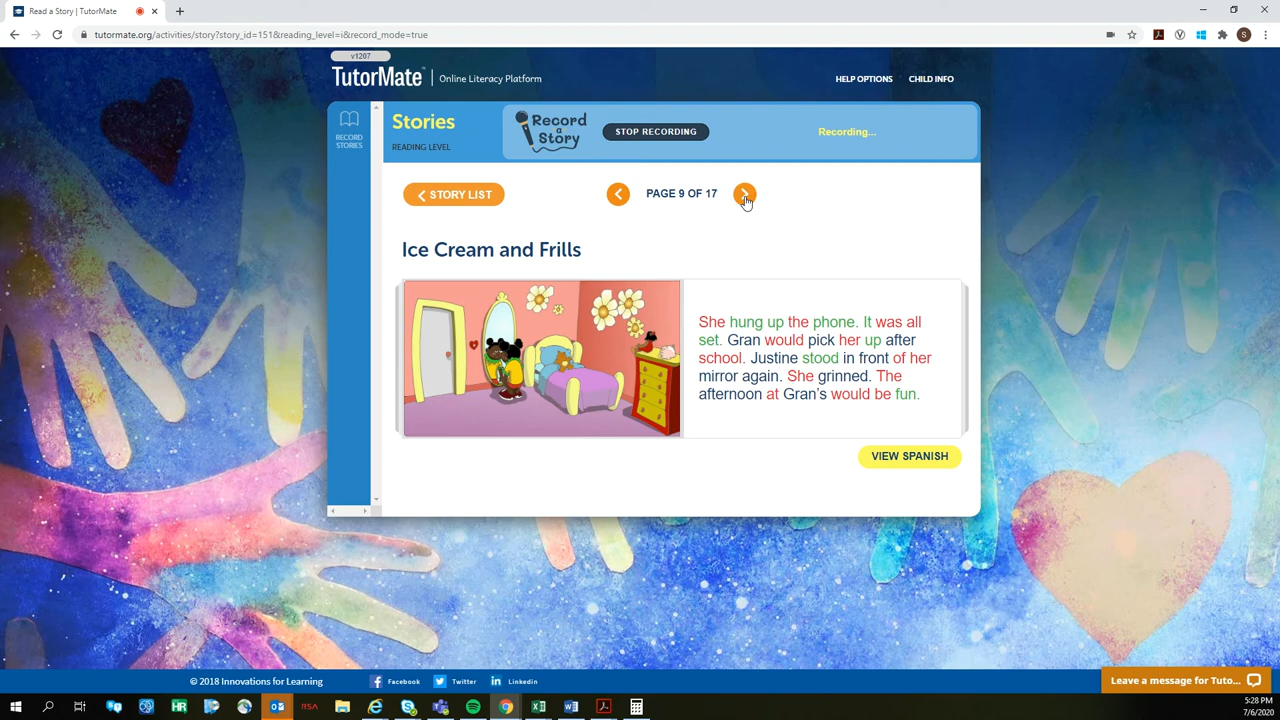 Read a Story | TutorMate
tutormate.org/activities/story?story_id=151&reading_level=i&record_mode=true
S
v1207
TutorMate | Online Literacy Platform
HELP OPTIONS
CHILD INFO
RECORD
STORIES
Stories
READING LEVEL
Record
a
Story
STOP RECORDING
Recording...
STORY LIST
PAGE 9 OF 17
Ice Cream and Frills
She hung up the phone. It was all
set. Gran would pick her up after
school. Justine stood in front of her
mirror again. She grinned. The
afternoon at Gran's would be fun.
VIEW SPANISH
© 2018 Innovations for Learning
Facebook
Twitter
Linkedin
Leave a message for Tuto...
HR
RSA
5:28 PM
7/6/2020